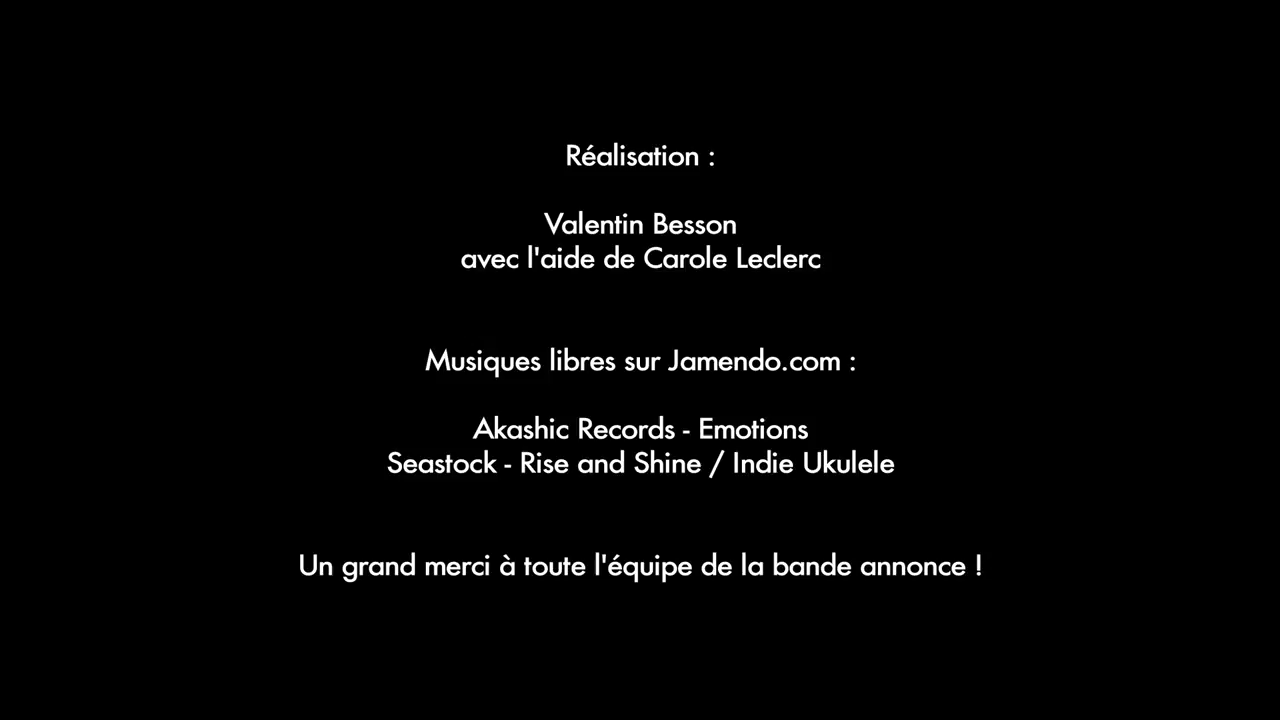 Réalisation :
Valentin Besson
avec l'aide de Carole Leclerc
Musiques libres sur Jamendo.com :
Akashic Records - Emotions
Seastock - Rise and Shine / Indie Ukulele
Un grand merci à toute l'équipe de la bande annonce !